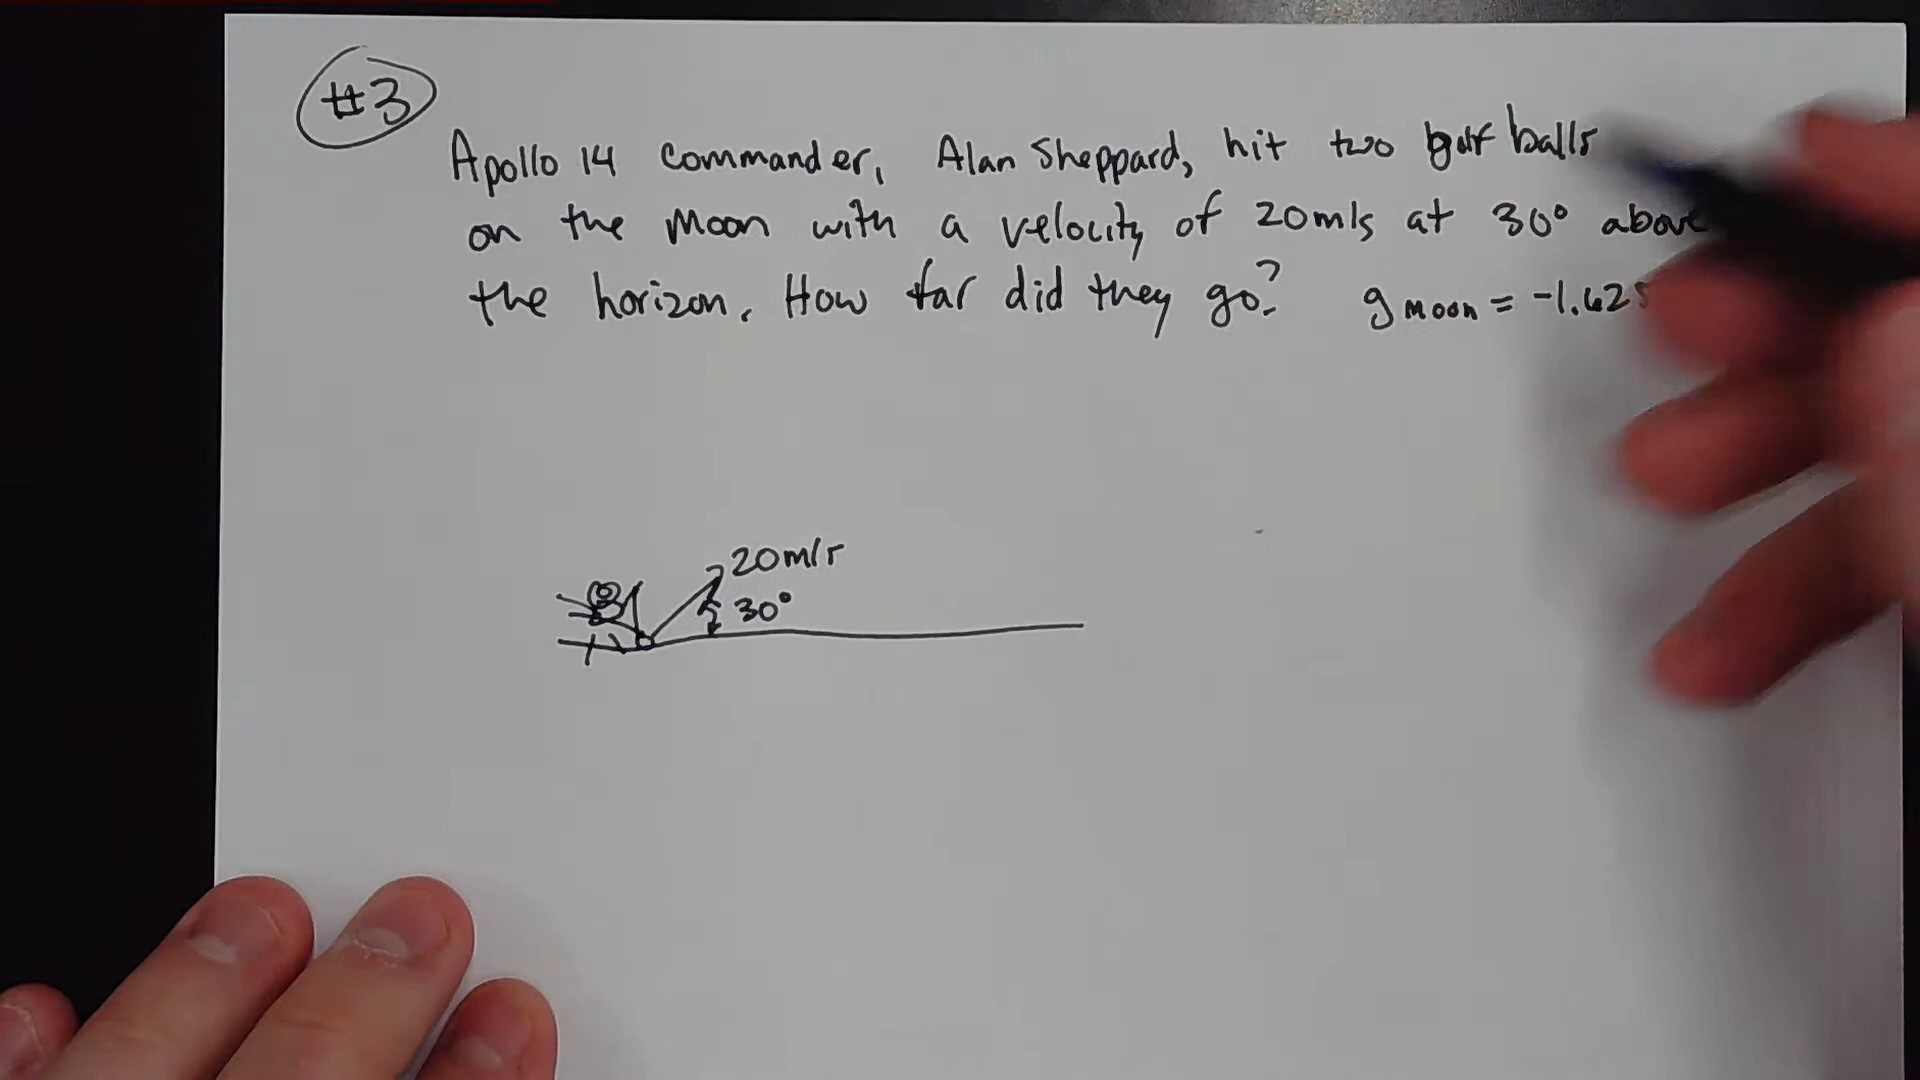 #3
Apollo 14 commander, Alan Sheppard, hit two golf balls
on the moon with a velocity of 20m/s at 30° above
the horizon. How far did they go? g moon = -1.625
20m/s
30°